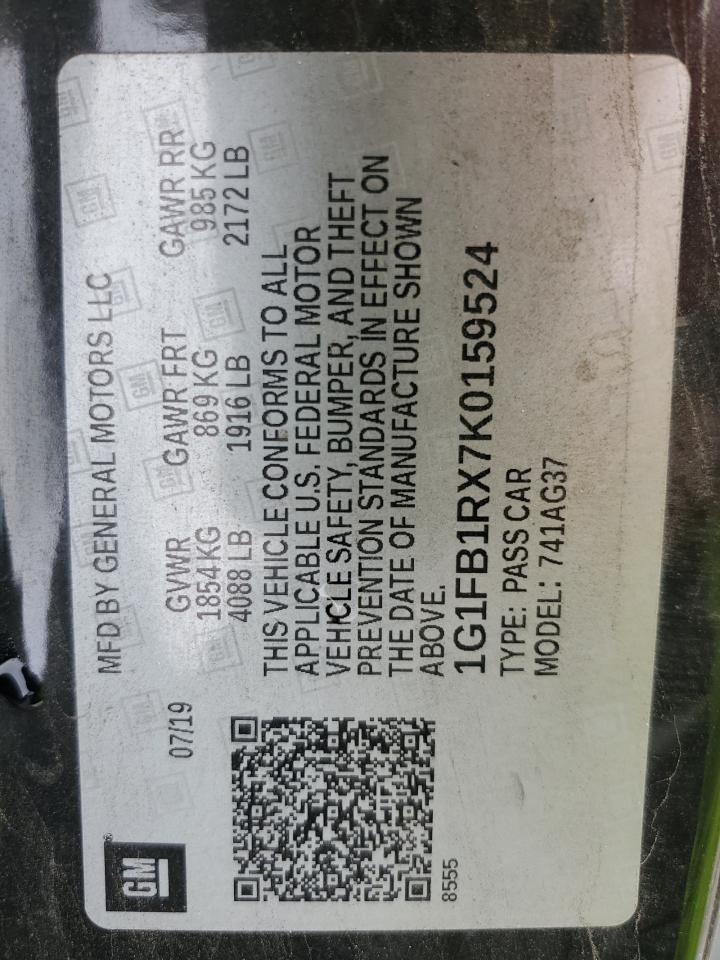 GM
MFD BY GENERAL MOTORS LLC
07/19
GVWR GAWR FRT GAWR RR
1854 KG 869 KG 985 KG
4088 LB 1916 LB 2172 LB
THIS VEHICLE CONFORMS TO ALL
APPLICABLE U.S. FEDERAL MOTOR
VEHICLE SAFETY, BUMPER, AND THEFT
PREVENTION STANDARDS IN EFFECT ON
THE DATE OF MANUFACTURE SHOWN
ABOVE.
1G1FB1RX7K0159524
TYPE: PASS CAR
MODEL: 741AG37
8555